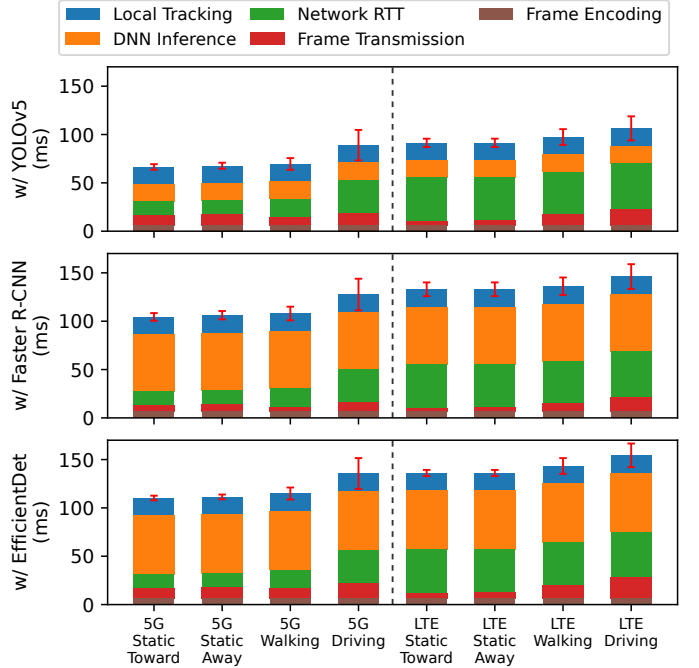 Local Tracking
Network RTT
Frame Encoding
DNN Inference
Frame Transmission
w/ YOLOv5
(ms)
150
100
50
0
w/ Faster R-CNN
(ms)
150
100
50
0
w/ EfficientDet
(ms)
150
100
50
0
5G
Static
Toward
5G
Static
Away
5G
Walking
5G
Driving
LTE
Static
Toward
LTE
Static
Away
LTE
Walking
LTE
Driving